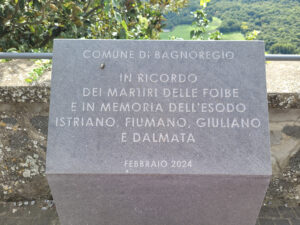 COMUNE DI BAGNOREGIO
IN RICORDO
DEI MARTIRI DELLE FOIBE
E IN MEMORIA DELL'ESODO
ISTRIANO, FIUMANO, GIULIANO
E DALMATA
FEBBRAIO 2024